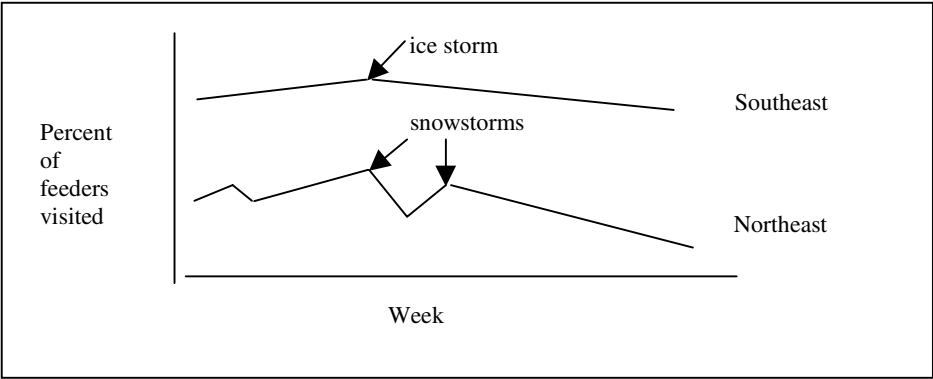 ice storm
Southeast
snowstorms
Percent
of
feeders
visited
Northeast
Week